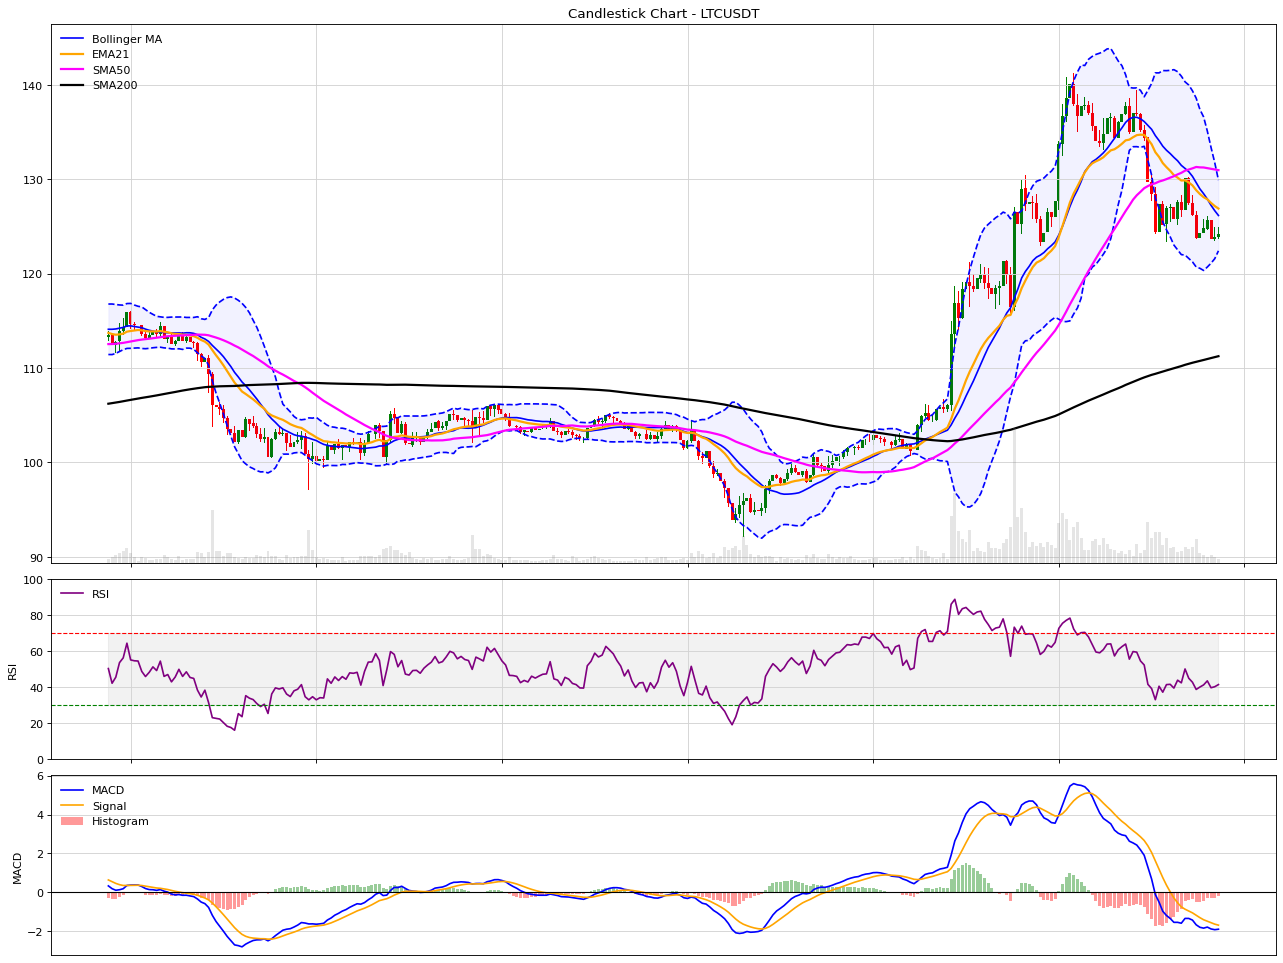 Candlestick Chart - LTCUSDT
Bollinger MA
EMA21
SMA50
SMA200
140
130
120
110
100
90
RSI
100
80
60
40
20
0
RSI
MACD
Signal
Histogram
6
4
2
0
−2
MACD